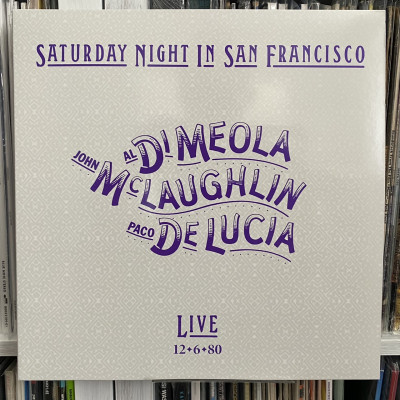 SATURDAY NIGHT IN SAN FRANCISCO
AL DI MEOLA
JOHN MCLAUGHLIN
PACO DE LUCIA
LIVE
12•6•80